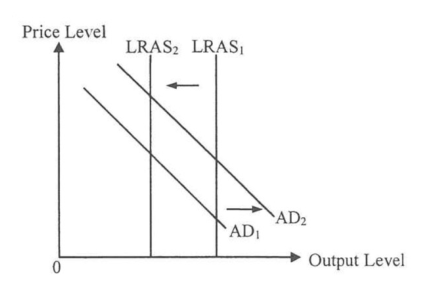 Price Level
LRAS₂ LRAS₁
AD₂
AD₁
0
Output Level